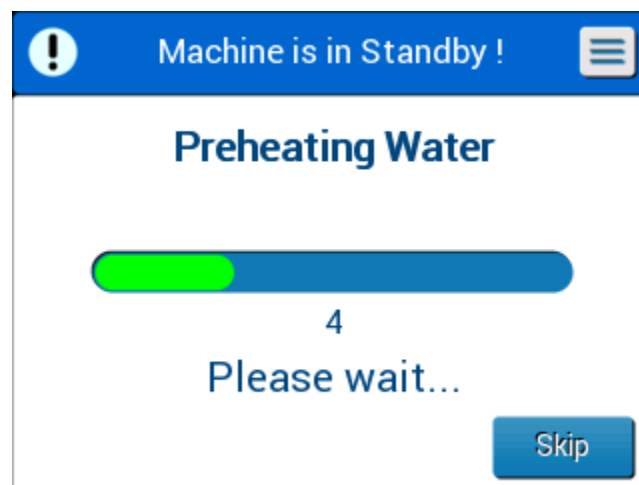 Machine is in Standby !
Preheating Water
4
Please wait...
Skip